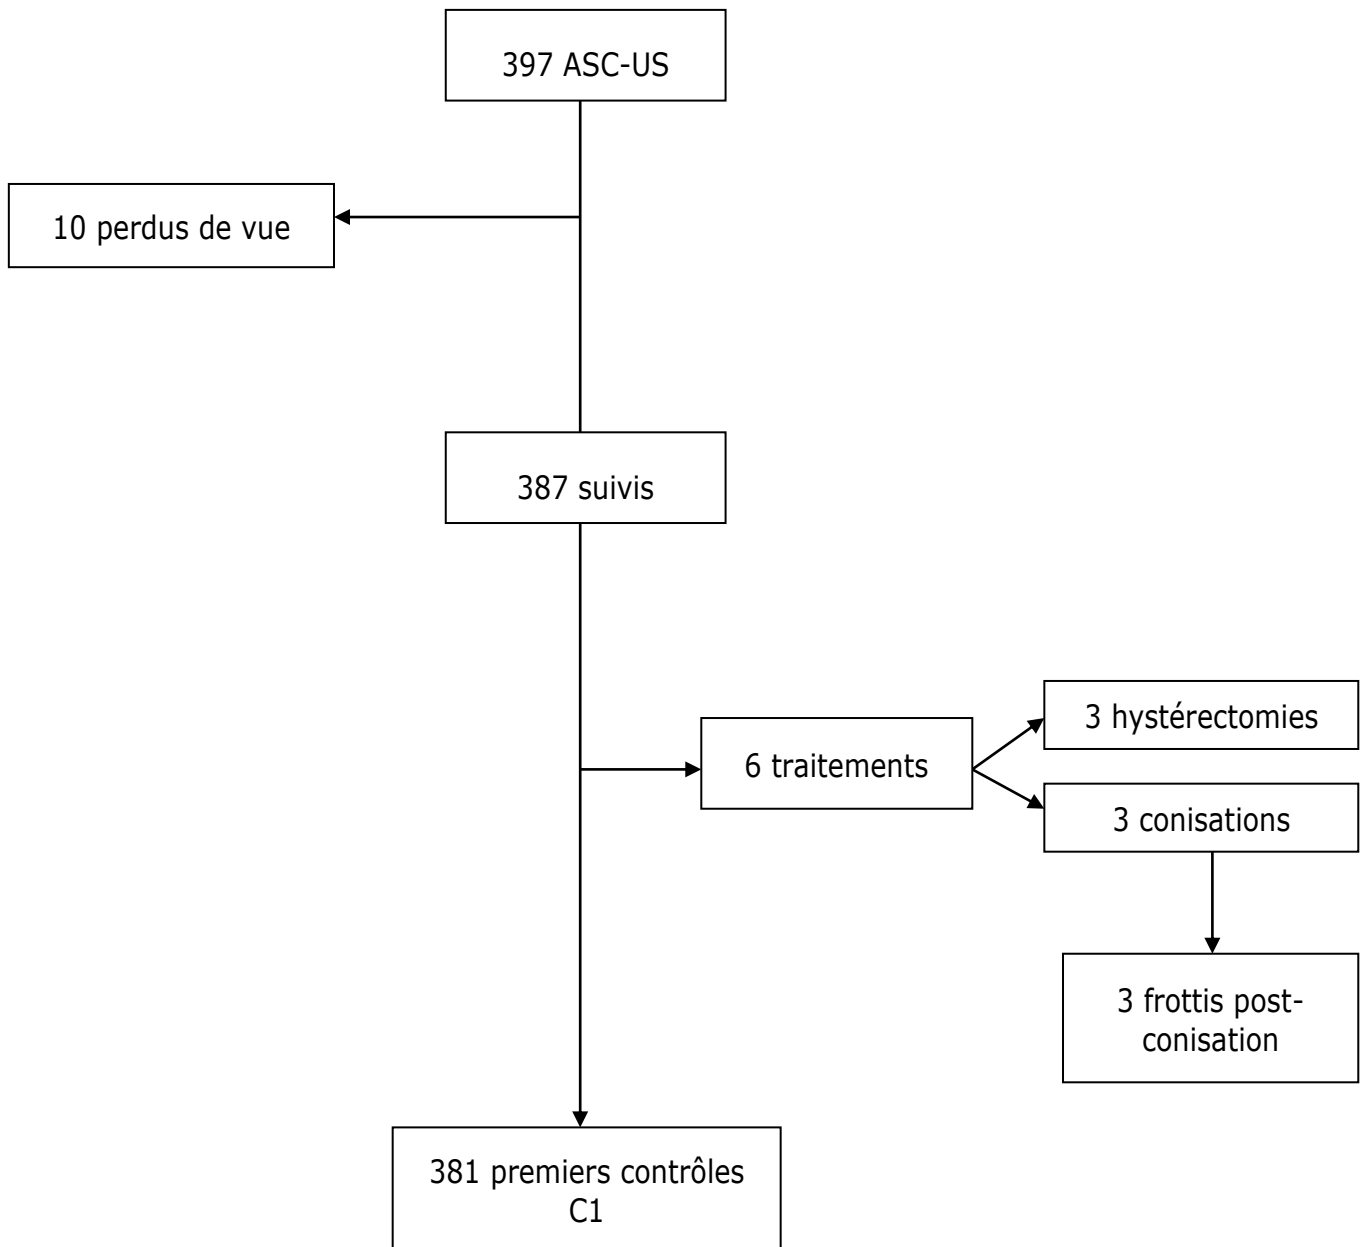 397 ASC-US
10 perdus de vue
387 suivis
6 traitements
3 hystérectomies
3 conisations
3 frottis post-
conisation
381 premiers contrôles
C1